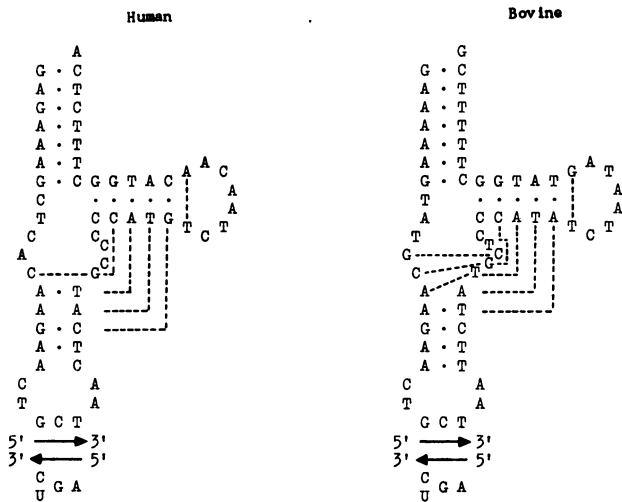 Human Bovine
A G
G · C G · C
A · T A · T
G · C A · T
A · T A · T
A · T A · T
A · T A A C A · T G A T
G · C G G T A C A A G · C G G T A T A
C · · · · · A T · · · · · A
T C C A T G T C T A C C A T A T C T
C C T C
A C G T C
C G C C G T
A · T A A
A · A A · T
G · C G · C
A · T A · T
A C A T
C A C A
T A T A
G C T G C T
5' 3' 5' 3'
3' 5' 3' 5'
C U G A C U G A